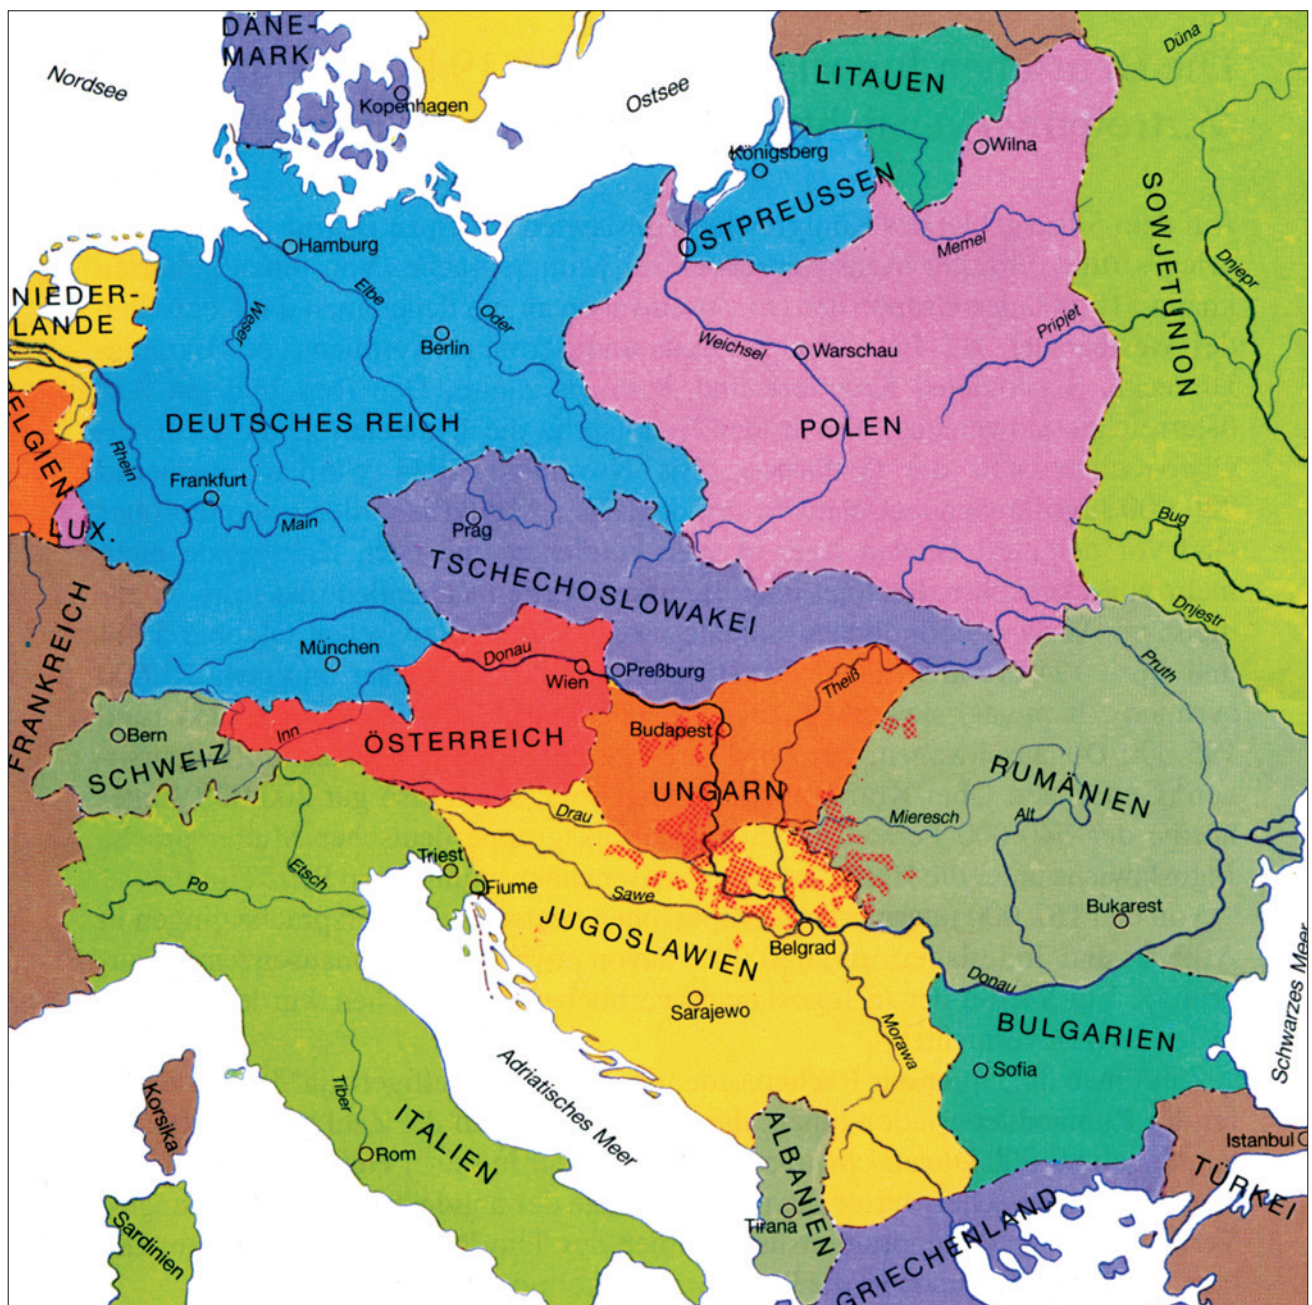 DÄNE-
MARK
Nordsee
Kopenhagen
Ostsee
LITAUEN
Düna
Wilna
Königsberg
OSTPREUSSEN
SOWJETUNION
Hamburg
Memel
Dnjepr
NIEDER-
LANDE
Weser
Elbe
Oder
Berlin
Weichsel
Warschau
Pripjet
ELGIEN
DEUTSCHES REICH
POLEN
Rhein
Frankfurt
Main
LUX.
Prag
Bug
TSCHECHOSLOWAKEI
FRANKREICH
Dnjestr
München
Donau
Wien
Preßburg
Theiß
Pruth
Bern
SCHWEIZ
Inn
ÖSTERREICH
Budapest
UNGARN
RUMÄNIEN
Drau
Mieresch
Alt
Triest
Etsch
Po
Fiume
Sawe
JUGOSLAWIEN
Belgrad
Bukarest
Donau
Schwarzes Meer
Sarajewo
Morawa
BULGARIEN
Sofia
Adriatisches Meer
Korsika
Tiber
ITALIEN
Rom
ALBANIEN
Tirana
Istanbul
TÜRKEI
Sardinien
GRIECHENLAND